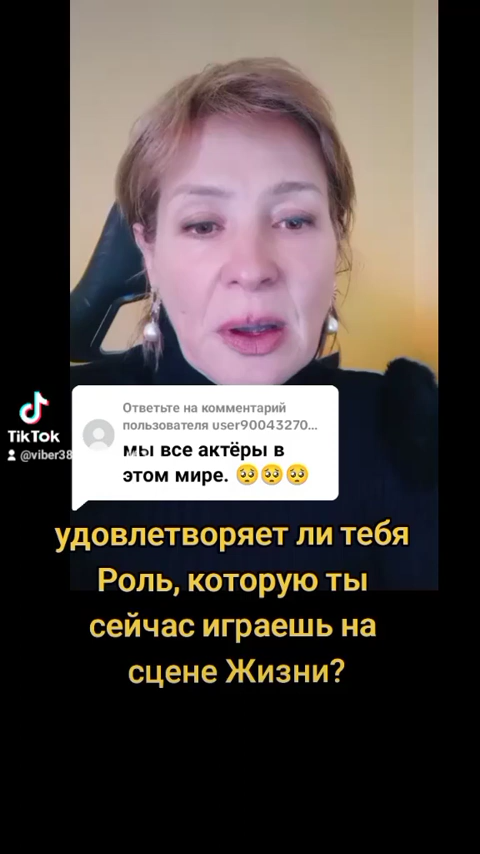 Ответьте на комментарий
пользователя user90043270...
мы все актёры в
этом мире. 🥺🥺🥺
TikTok
@viber38
удовлетворяет ли тебя
Роль, которую ты
сейчас играешь на
сцене Жизни?